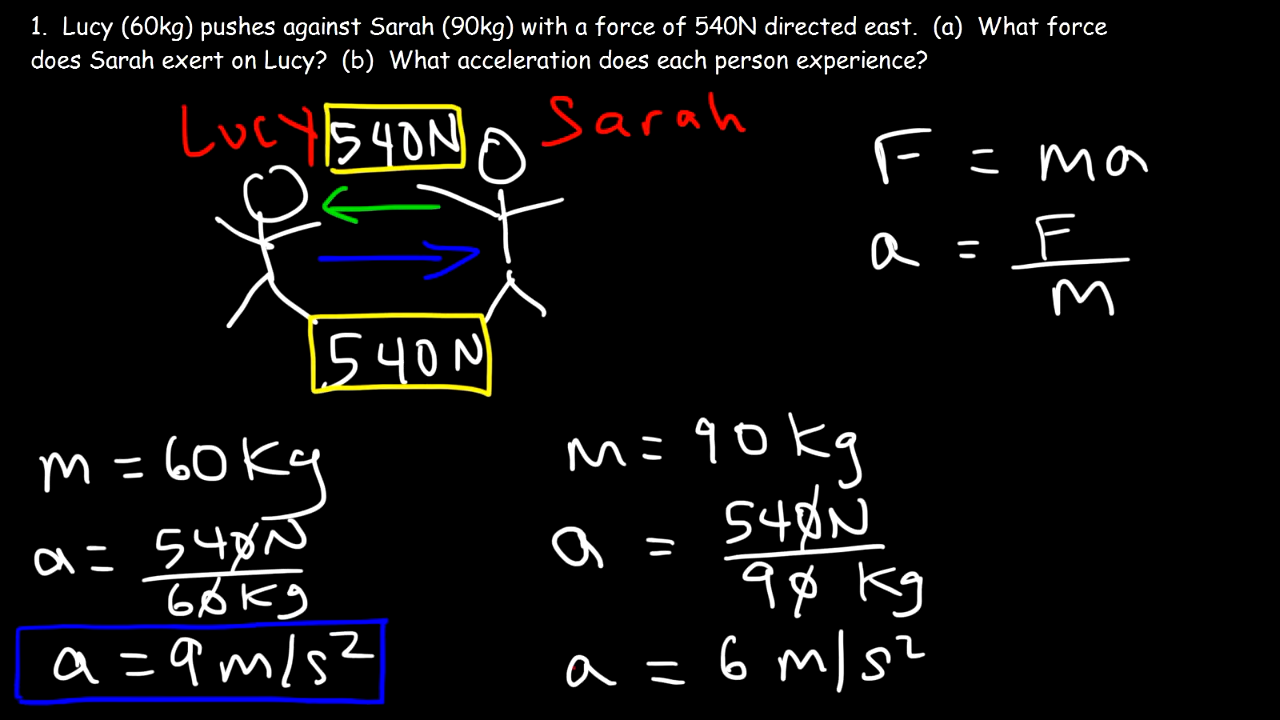 1. Lucy (60kg) pushes against Sarah (90kg) with a force of 540N directed east. (a) What force
does Sarah exert on Lucy? (b) What acceleration does each person experience?
Lucy 540N Sarah
540N
F = ma
a = F/m
m = 60 kg
a = 540N/60kg
a = 9 m/s²
m = 90 kg
a = 540N/90 kg
a = 6 m/s²